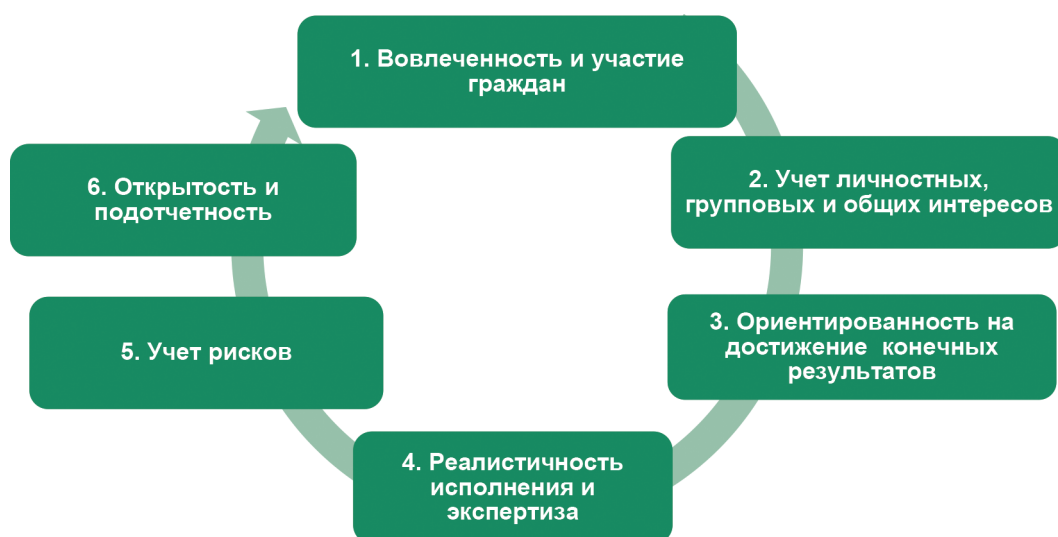 1. Вовлеченность и участие
граждан
2. Учет личностных,
групповых и общих интересов
3. Ориентированность на
достижение конечных
результатов
4. Реалистичность
исполнения и
экспертиза
5. Учет рисков
6. Открытость и
подотчетность